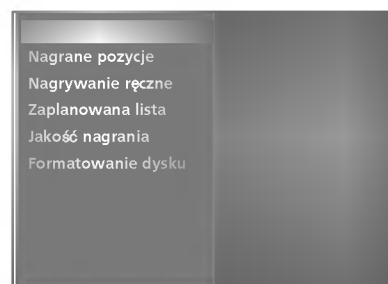 Nagrane pozycje
Nagrywanie ręczne
Zaplanowana lista
Jakość nagrania
Formatowanie dysku